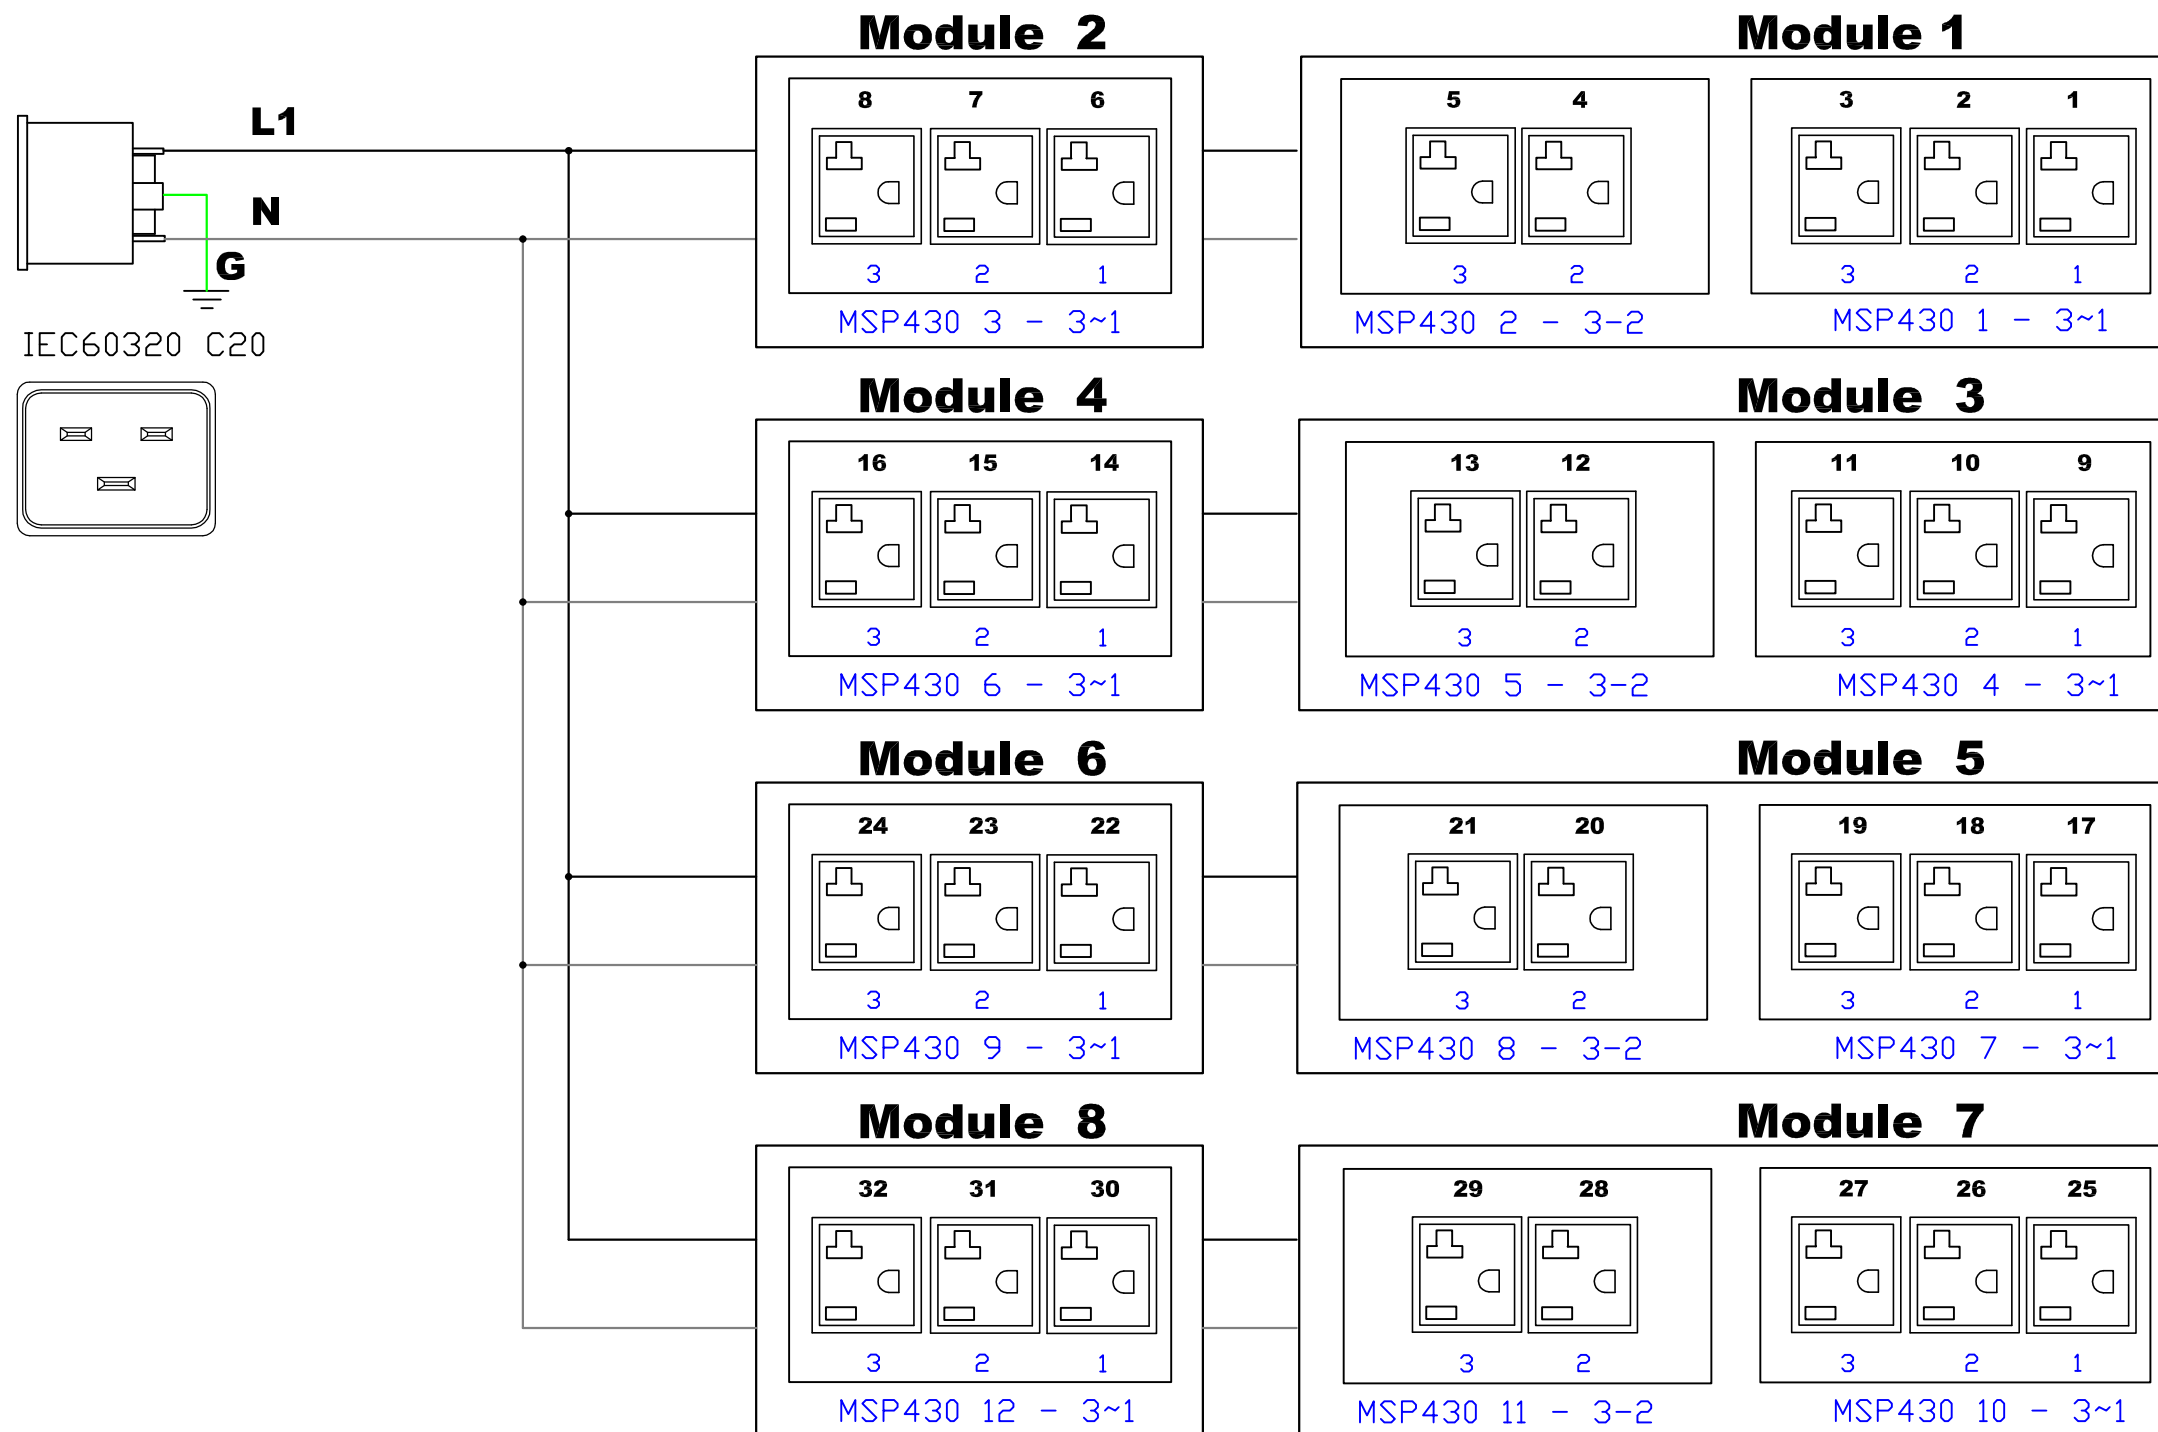 Module 2 Module 1
L1
N
G
IEC60320 C20
8 7 6 5 4 3 2 1
3 2 1 3 2 3 2 1
MSP430 3 - 3~1 MSP430 2 - 3-2 MSP430 1 - 3~1
Module 4 Module 3
16 15 14 13 12 11 10 9
3 2 1 3 2 3 2 1
MSP430 6 - 3~1 MSP430 5 - 3-2 MSP430 4 - 3~1
Module 6 Module 5
24 23 22 21 20 19 18 17
3 2 1 3 2 3 2 1
MSP430 9 - 3~1 MSP430 8 - 3-2 MSP430 7 - 3~1
Module 8 Module 7
32 31 30 29 28 27 26 25
3 2 1 3 2 3 2 1
MSP430 12 - 3~1 MSP430 11 - 3-2 MSP430 10 - 3~1